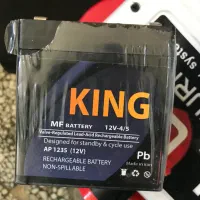 KING
MF BATTERY 12V-4/5
Valve-Regulated Lead-Acid Rechargeable Battery
Designed for standby & cycle use
AP 1235 (12V)
RECHARGEABLE BATTERY
NON-SPILLABLE
Pb